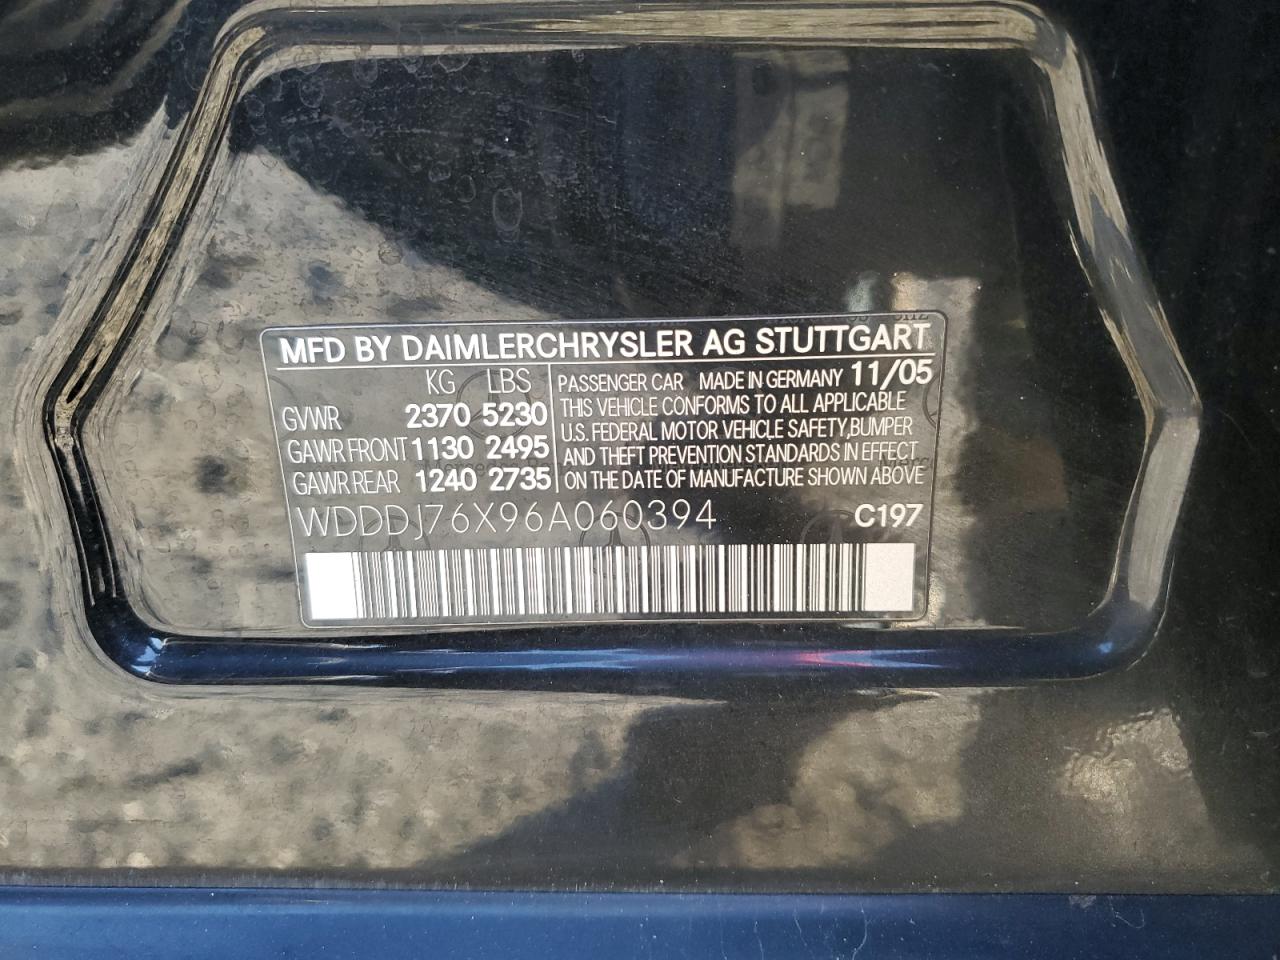 MFD BY DAIMLERCHRYSLER AG STUTTGART
KG LBS
GVWR 2370 5230
GAWR FRONT 1130 2495
GAWR REAR 1240 2735
PASSENGER CAR MADE IN GERMANY 11/05
THIS VEHICLE CONFORMS TO ALL APPLICABLE
U.S. FEDERAL MOTOR VEHICLE SAFETY, BUMPER
AND THEFT PREVENTION STANDARDS IN EFFECT
ON THE DATE OF MANUFACTURE SHOWN ABOVE
WDDDJ76X96A060394 C197